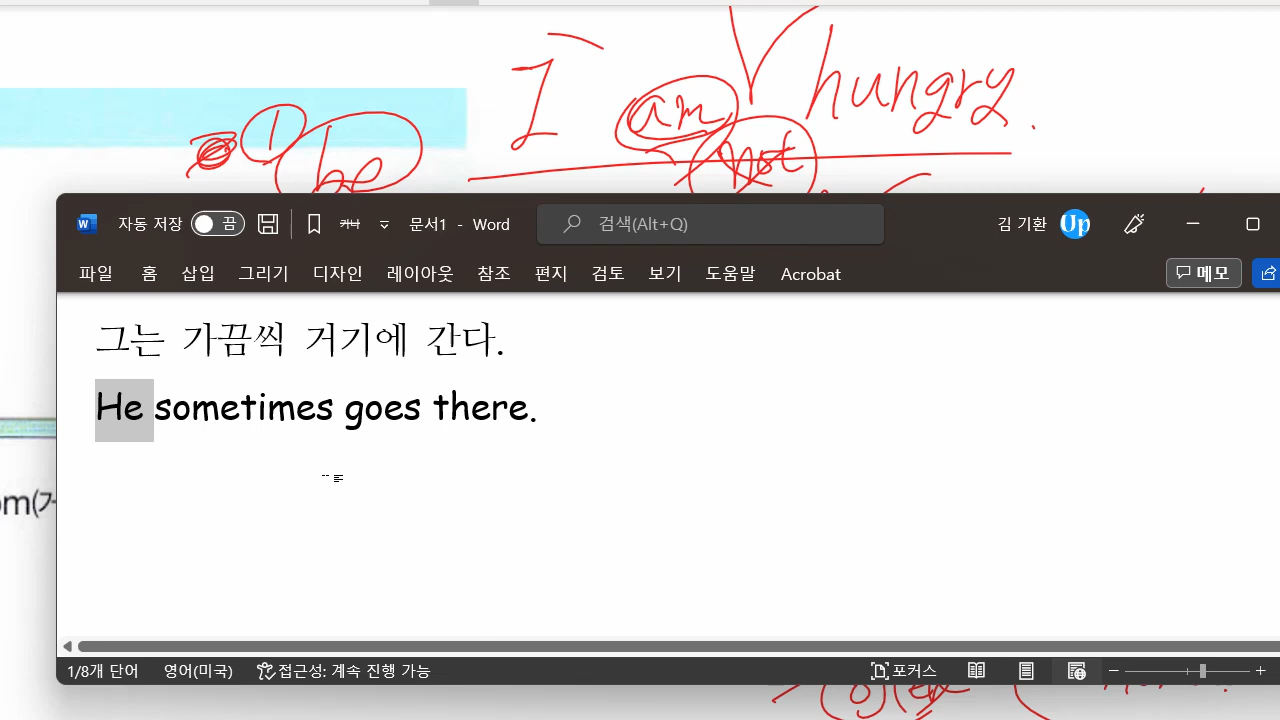 I am hungry.
① be not
자동 저장 끔 가나 문서1 - Word 검색(Alt+Q) 김 기환 Up
파일 홈 삽입 그리기 디자인 레이아웃 참조 편지 검토 보기 도움말 Acrobat 메모
그는 가끔씩 거기에 간다.
He sometimes goes there.
1/8개 단어 영어(미국) 접근성: 계속 진행 가능 포커스